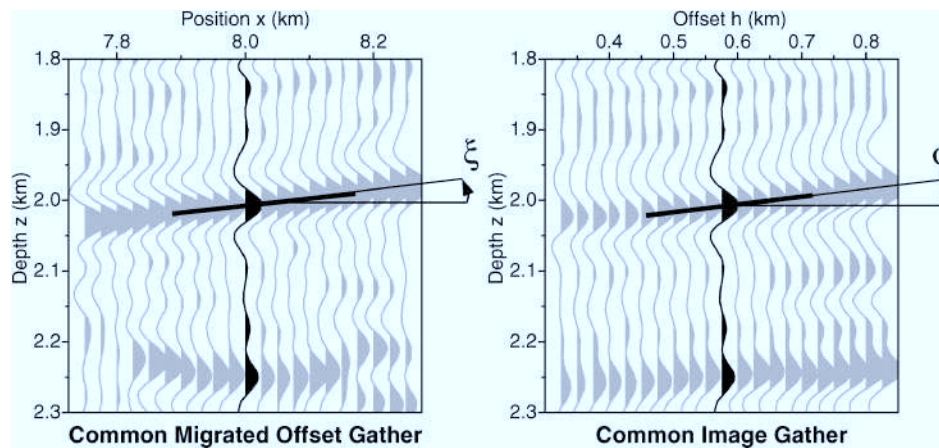 Position x (km)
7.8 8.0 8.2
1.8
1.9
2.0
2.1
2.2
2.3
Depth z (km)
ξ
Common Migrated Offset Gather
Offset h (km)
0.4 0.5 0.6 0.7 0.8
1.8
1.9
2.0
2.1
2.2
2.3
Depth z (km)
Common Image Gather